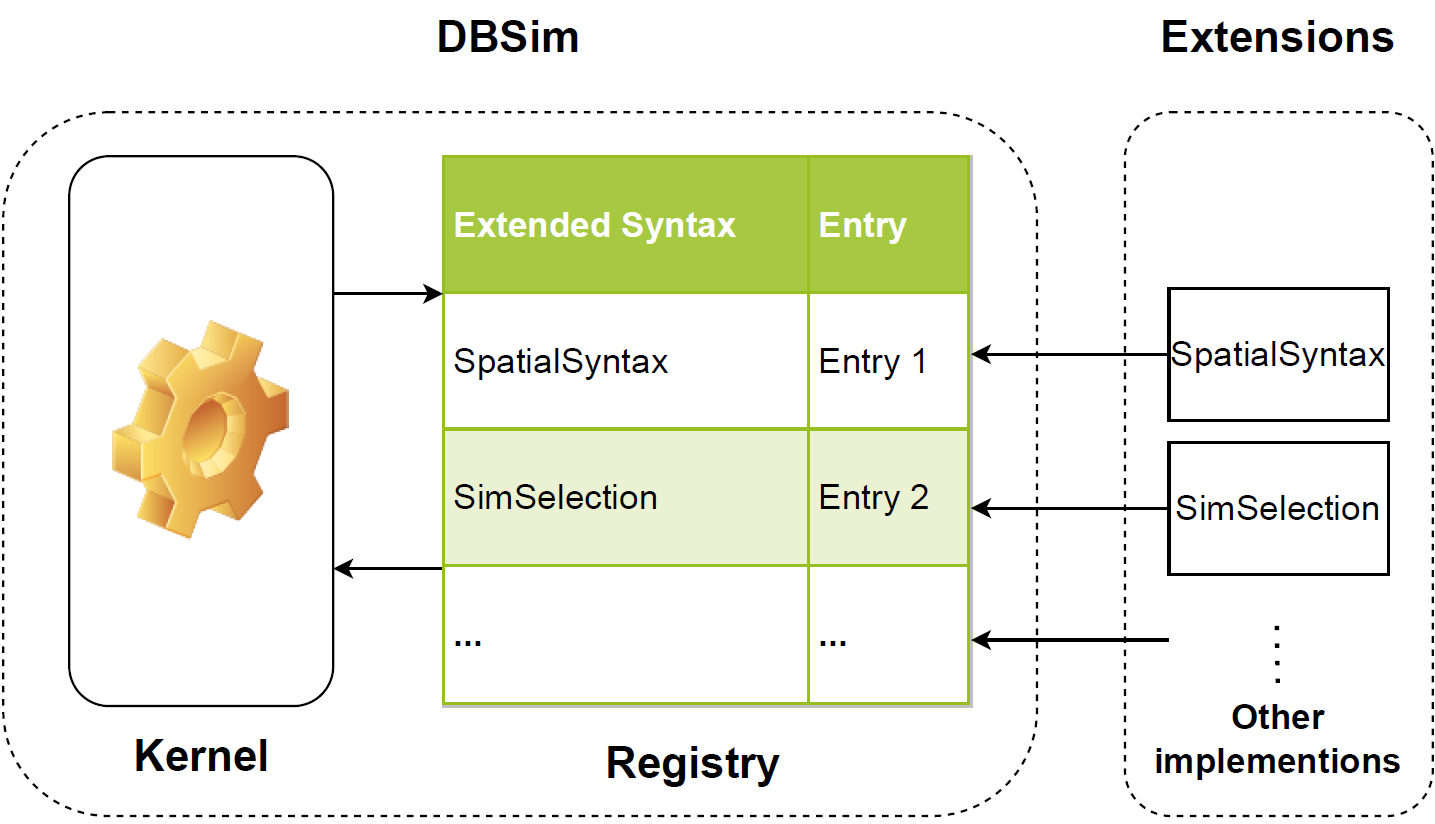 DBSim
Extensions
Extended Syntax Entry
SpatialSyntax Entry 1
SimSelection Entry 2
... ...
Kernel
Registry
SpatialSyntax
SimSelection
Other
implementions